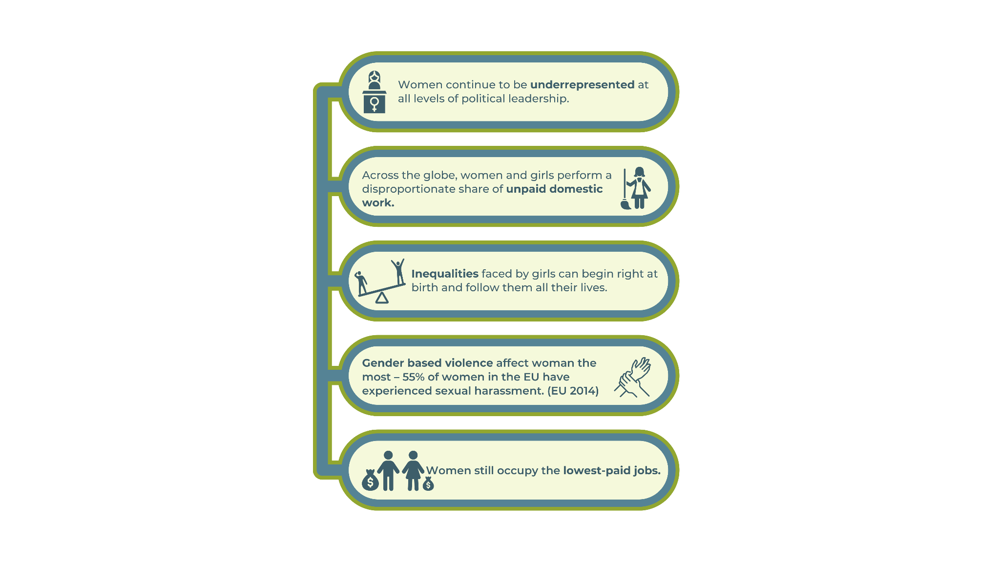 Women continue to be underrepresented at
all levels of political leadership.
Across the globe, women and girls perform a
disproportionate share of unpaid domestic
work.
Inequalities faced by girls can begin right at
birth and follow them all their lives.
Gender based violence affect woman the
most – 55% of women in the EU have
experienced sexual harassment. (EU 2014)
$
$
Women still occupy the lowest-paid jobs.